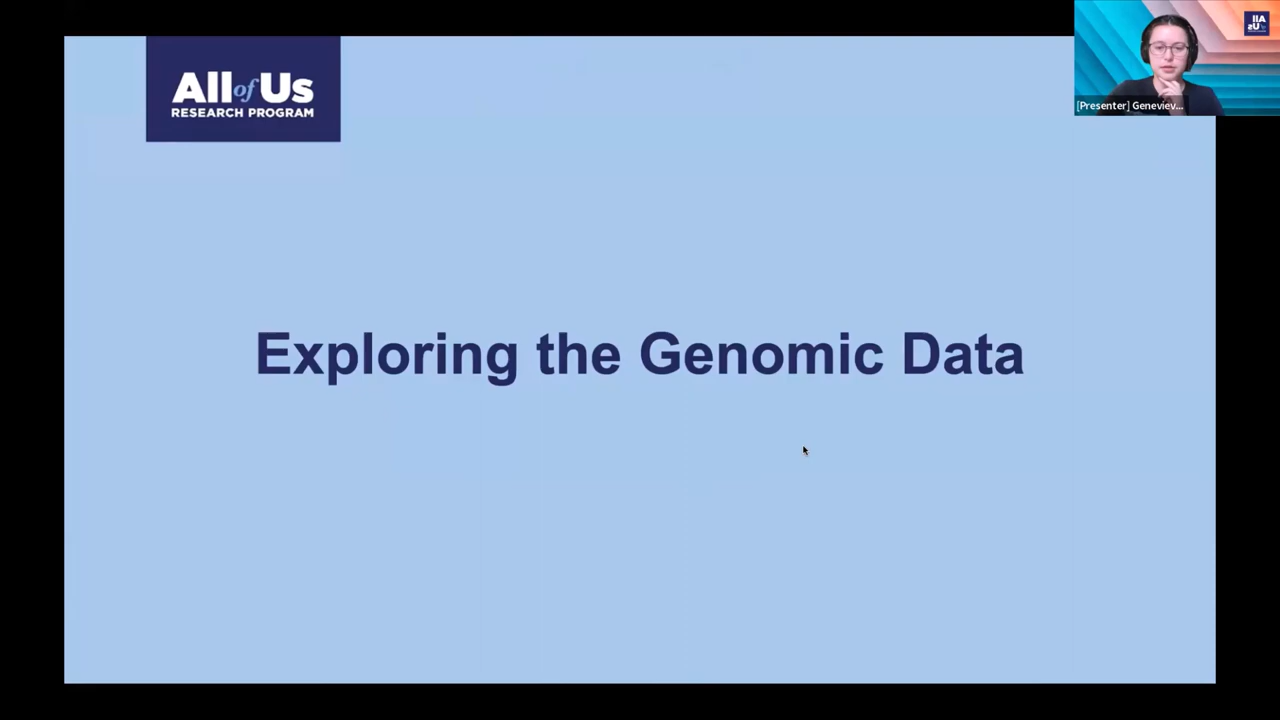 All of Us
RESEARCH PROGRAM
Exploring the Genomic Data
[Presenter] Geneviev...